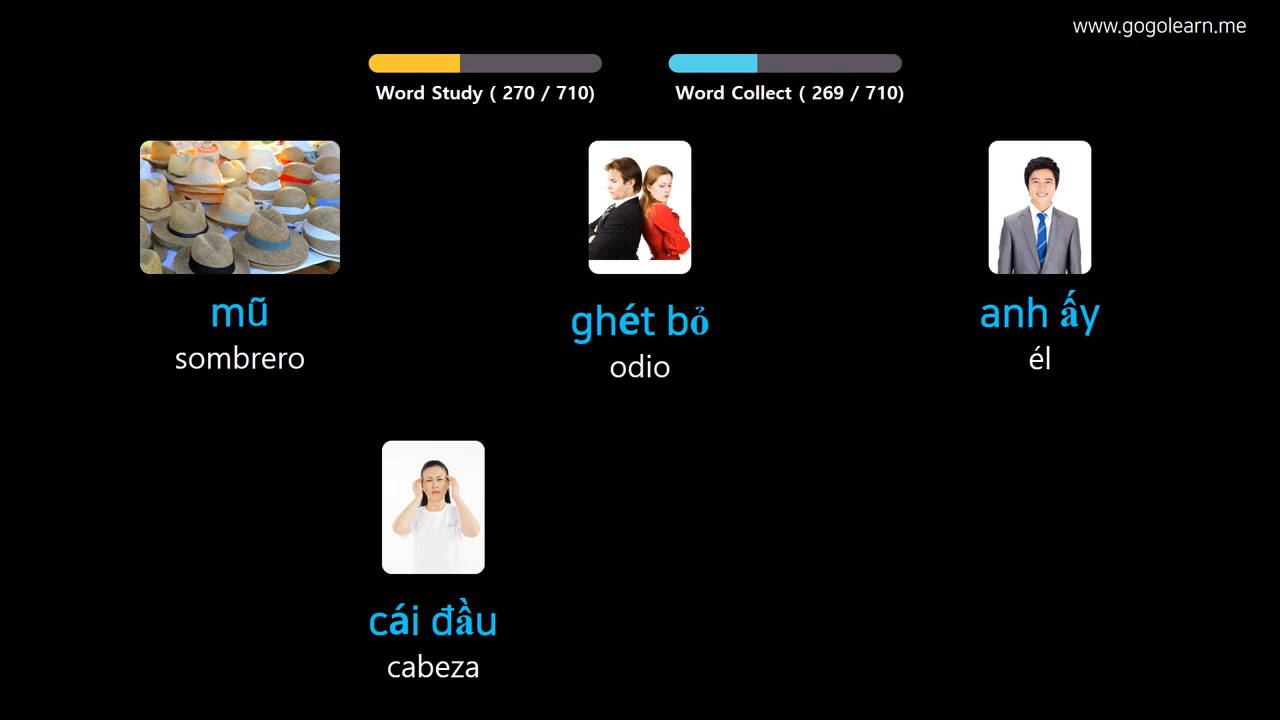 www.gogolearn.me
Word Study ( 270 / 710)
Word Collect ( 269 / 710)
mũ
sombrero
ghét bỏ
odio
anh ấy
él
cái đầu
cabeza